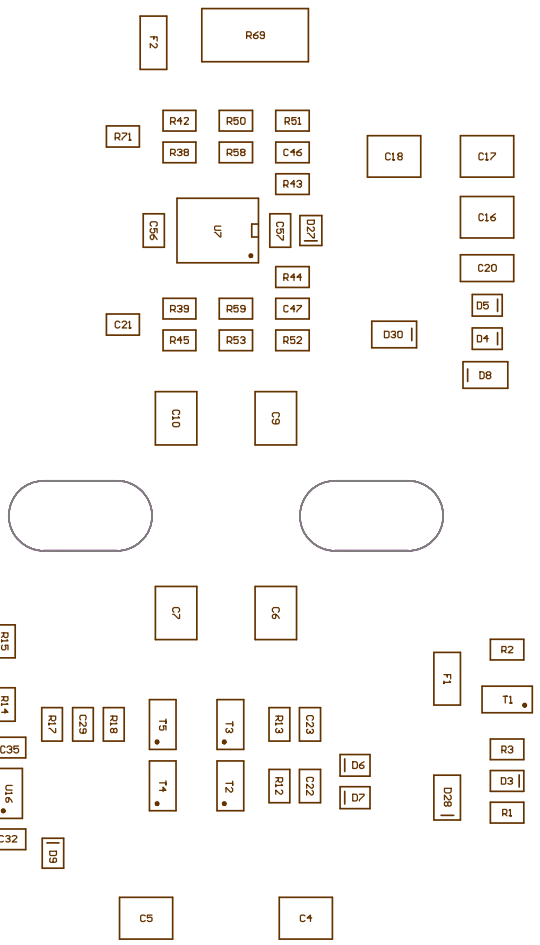 F2
R69
R42
R50
R51
R71
R38
R58
C46
C18
C17
R43
C56
U7
C57
D27
C16
R44
C20
R39
R59
C47
D5
C21
R45
R53
R52
D30
D4
D8
C10
C9
C7
C6
R15
R2
F1
R14
T1
R17
C29
R18
T5
T3
R13
C23
C35
R3
D6
U16
T4
T2
R12
C22
D7
D28
D3
R1
C32
D9
C5
C4